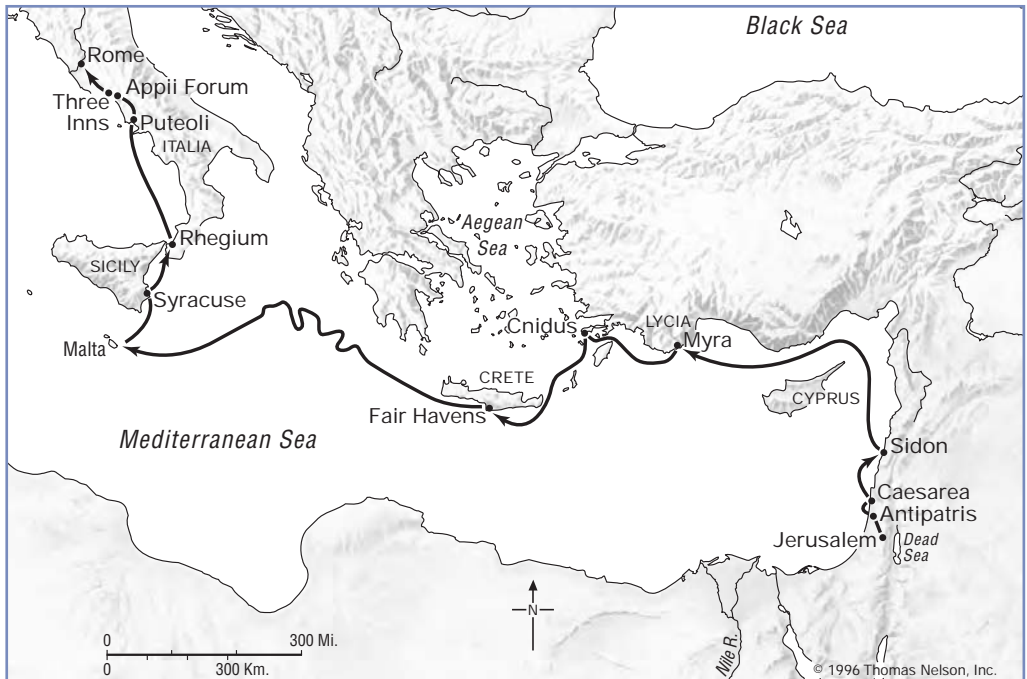 Black Sea
Rome
Appii Forum
Three
Inns
Puteoli
ITALIA
Aegean
Sea
Rhegium
SICILY
Syracuse
Malta
Cnidus
LYCIA
Myra
CRETE
CYPRUS
Fair Havens
Mediterranean Sea
Sidon
Caesarea
Antipatris
Jerusalem
Dead
Sea
N
0 300 Mi.
0 300 Km.
Nile R.
© 1996 Thomas Nelson, Inc.